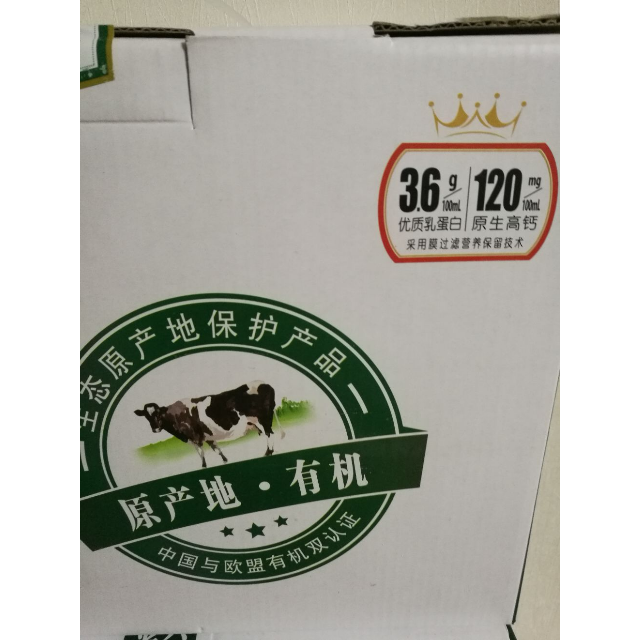 3.6 g/100mL 120 mg/100mL
优质乳蛋白 原生高钙
采用膜过滤营养保留技术
生态原产地保护产品
原产地·有机
中国与欧盟有机双认证